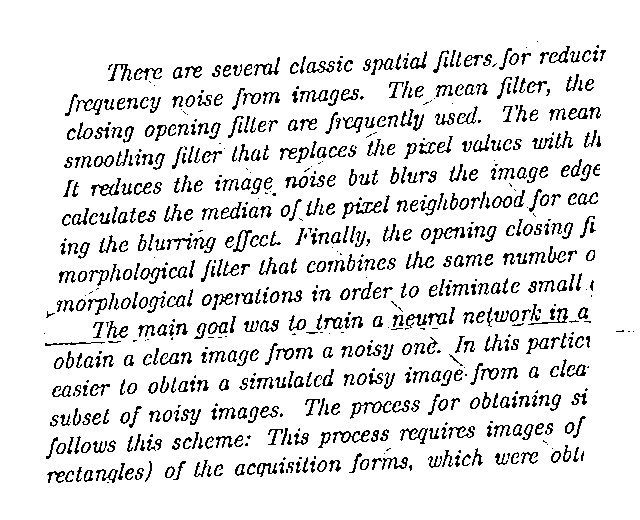 There are several classic spatial filters for reducin
frequency noise from images. The mean filter, the
closing opening filter are frequently used. The mean
smoothing filter that replaces the pixel values with th
It reduces the image noise but blurs the image edge
calculates the median of the pixel neighborhood for eac
ing the blurring effect. Finally, the opening closing fi
morphological filter that combines the same number o
morphological operations in order to eliminate small
The main goal was to train a neural network in a
obtain a clean image from a noisy one. In this partic
easier to obtain a simulated noisy image from a clea
subset of noisy images. The process for obtaining si
follows this scheme: This process requires images of
rectangles) of the acquisition forms, which were obt